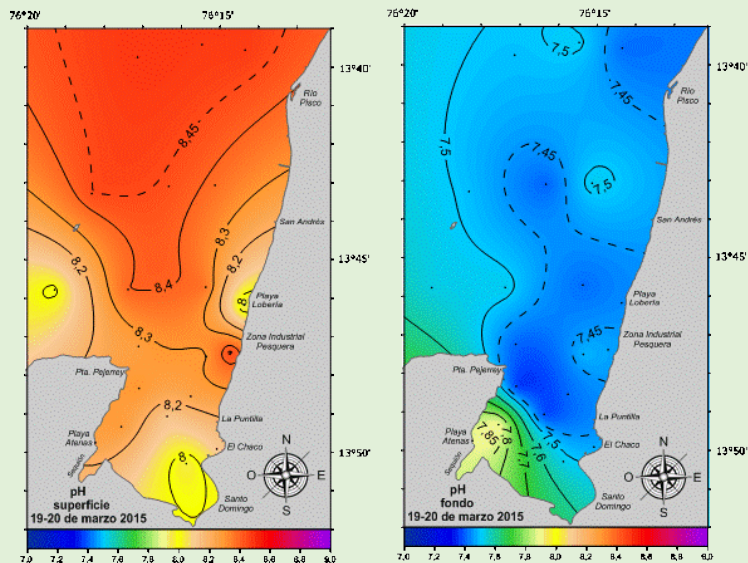 76°20'
76°15'
8,45
Río
Pisco
13°40'
8,3
San Andrés
8,2
8,2
8,4
13°45'
8
Playa
Lobería
8,3
Zona Industrial
Pesquera
Pta. Pejerrey
8,2
La Puntilla
Playa
Atenas
El Chaco
13°50'
Sequión
8
N
O
E
S
Santo
Domingo
pH
superficie
19-20 de marzo 2015
7,0 7,2 7,4 7,6 7,8 8,0 8,2 8,4 8,6 8,8 9,0
76°20'
76°15'
7,5
13°40'
7,45
Río
Pisco
7,5
7,45
7,5
San Andrés
13°45'
Playa
Lobería
7,45
Zona Industrial
Pesquera
Pta. Pejerrey
La Puntilla
Playa
Atenas
7,85
7,8
7,7
7,6
7,5
El Chaco
13°50'
Sequión
N
O
E
S
Santo
Domingo
pH
fondo
19-20 de marzo 2015
7,0 7,2 7,4 7,6 7,8 8,0 8,2 8,4 8,6 8,8 9,0